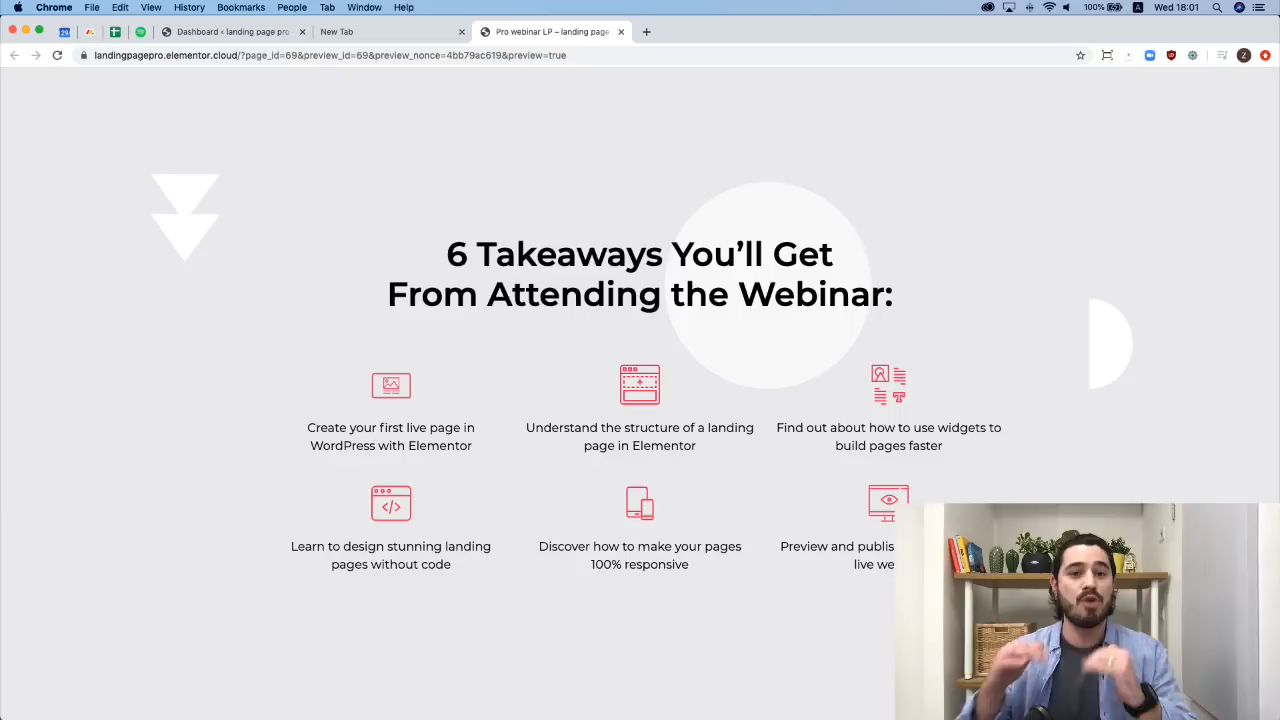 Chrome File Edit View History Bookmarks People Tab Window Help 100% A Wed 18:01
29 Dashboard ‹ landing page pro New Tab Pro webinar LP – landing page
landingpagepro.elementor.cloud/?page_id=69&preview_id=69&preview_nonce=4bb79ac619&preview=true Z
6 Takeaways You’ll Get
From Attending the Webinar:
Create your first live page in
WordPress with Elementor
Understand the structure of a landing
page in Elementor
Find out about how to use widgets to
build pages faster
Learn to design stunning landing
pages without code
Discover how to make your pages
100% responsive
Preview and publis
live we